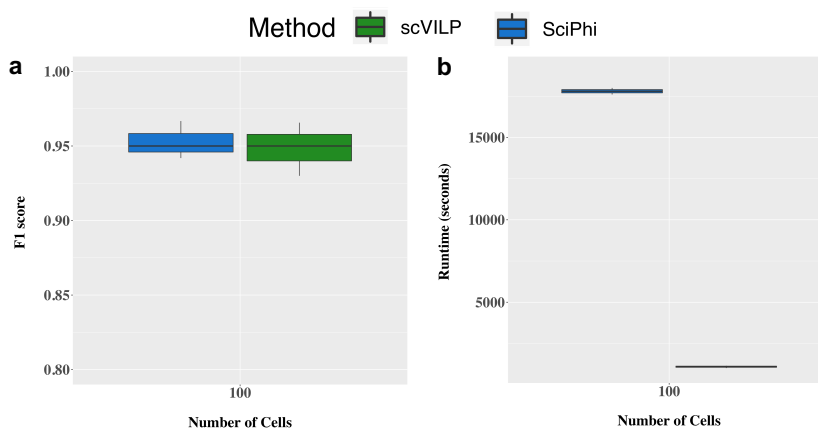 Method scVILP SciPhi
a
1.00
0.95
0.90
0.85
0.80
F1 score
100
Number of Cells
b
15000
10000
5000
Runtime (seconds)
100
Number of Cells